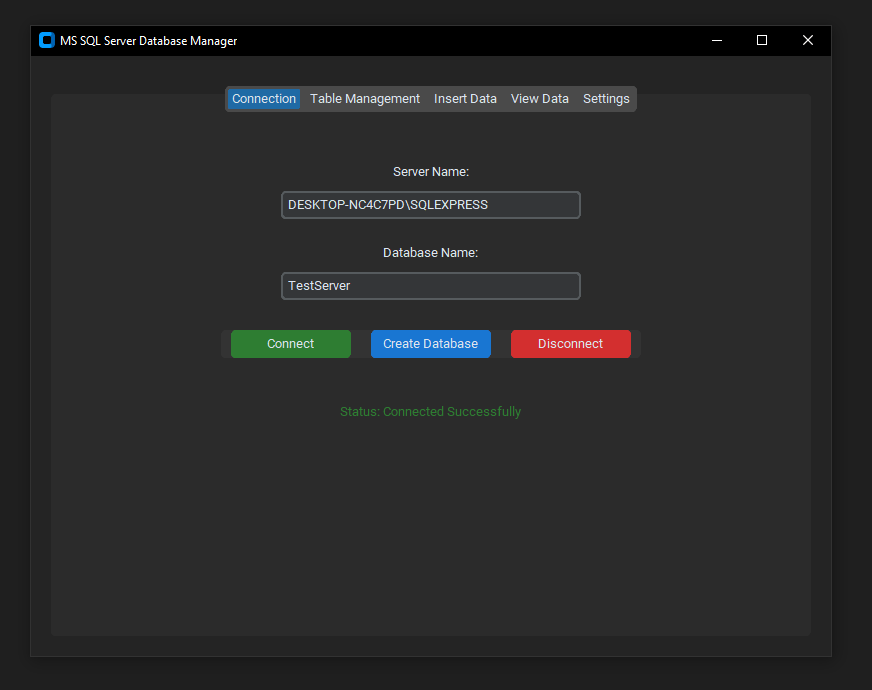 MS SQL Server Database Manager
Connection Table Management Insert Data View Data Settings
Server Name:
DESKTOP-NC4C7PD\SQLEXPRESS
Database Name:
TestServer
Connect Create Database Disconnect
Status: Connected Successfully